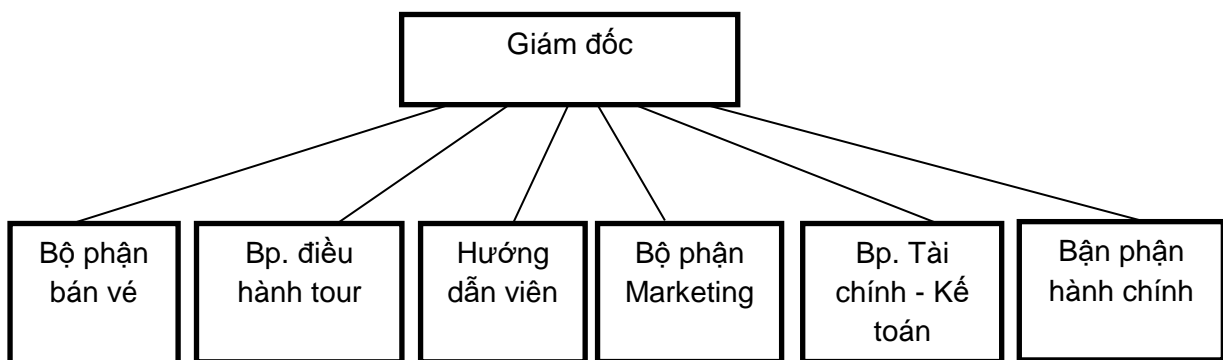 Giám đốc
Bộ phận
bán vé
Bp. điều
hành tour
Hướng
dẫn viên
Bộ phận
Marketing
Bp. Tài
chính - Kế
toán
Bận phận
hành chính